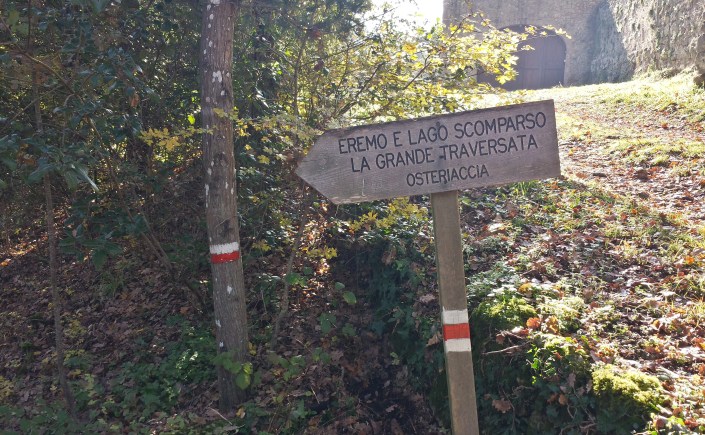 EREMO E LAGO SCOMPARSO
LA GRANDE TRAVERSATA
OSTERIACCIA